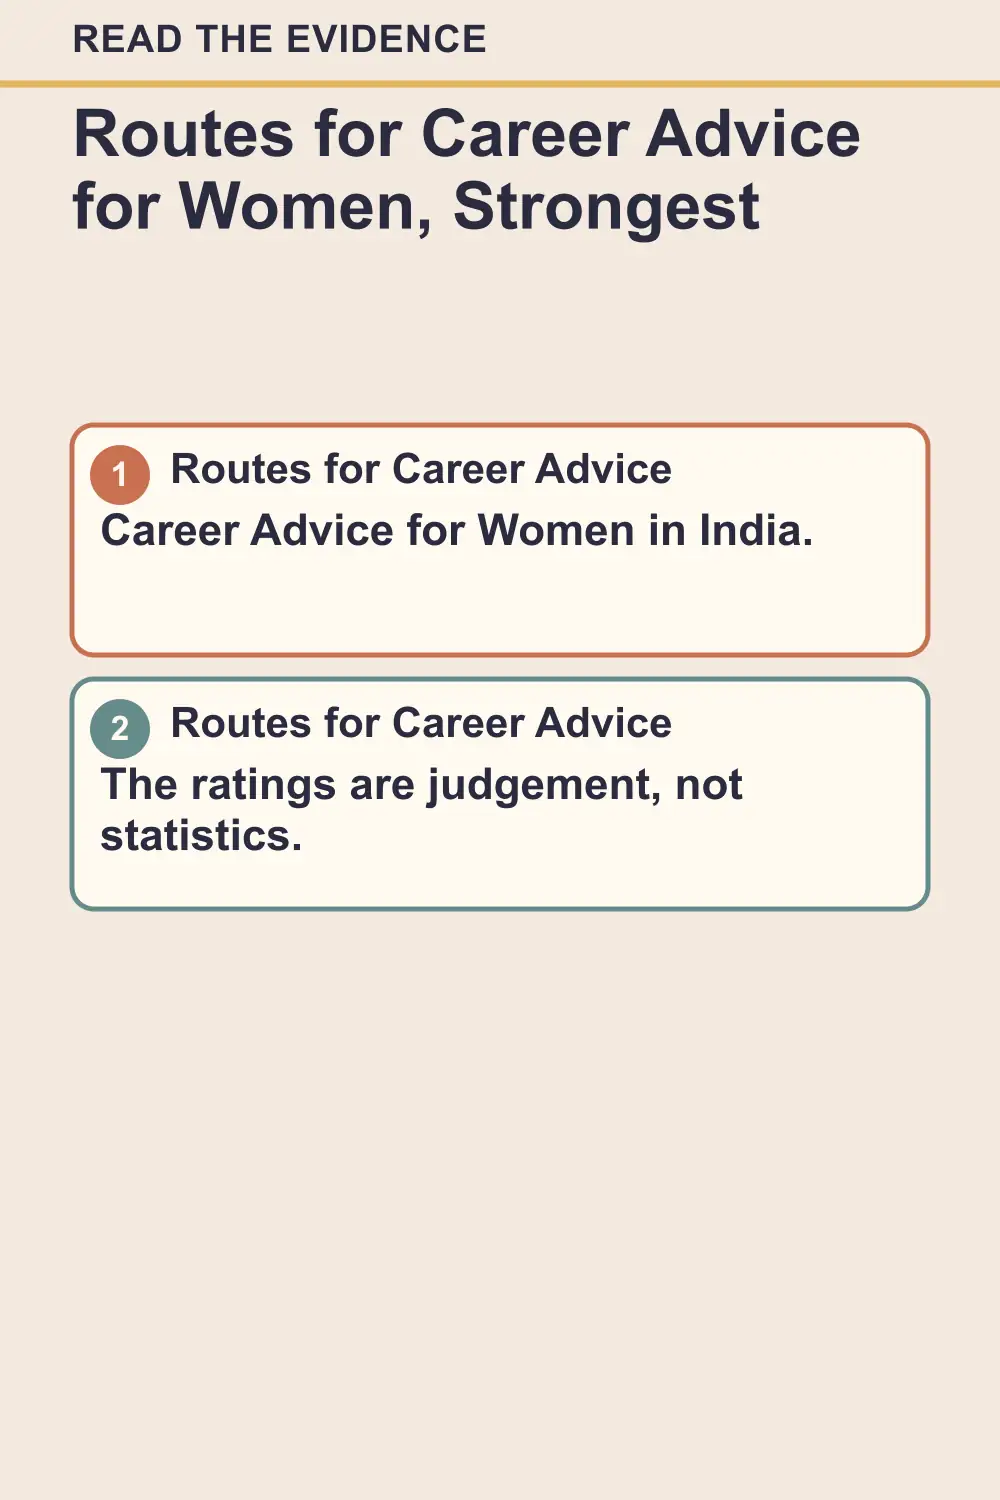 READ THE EVIDENCE
Routes for Career Advice
for Women, Strongest
1 Routes for Career Advice
Career Advice for Women in India.
2 Routes for Career Advice
The ratings are judgement, not
statistics.